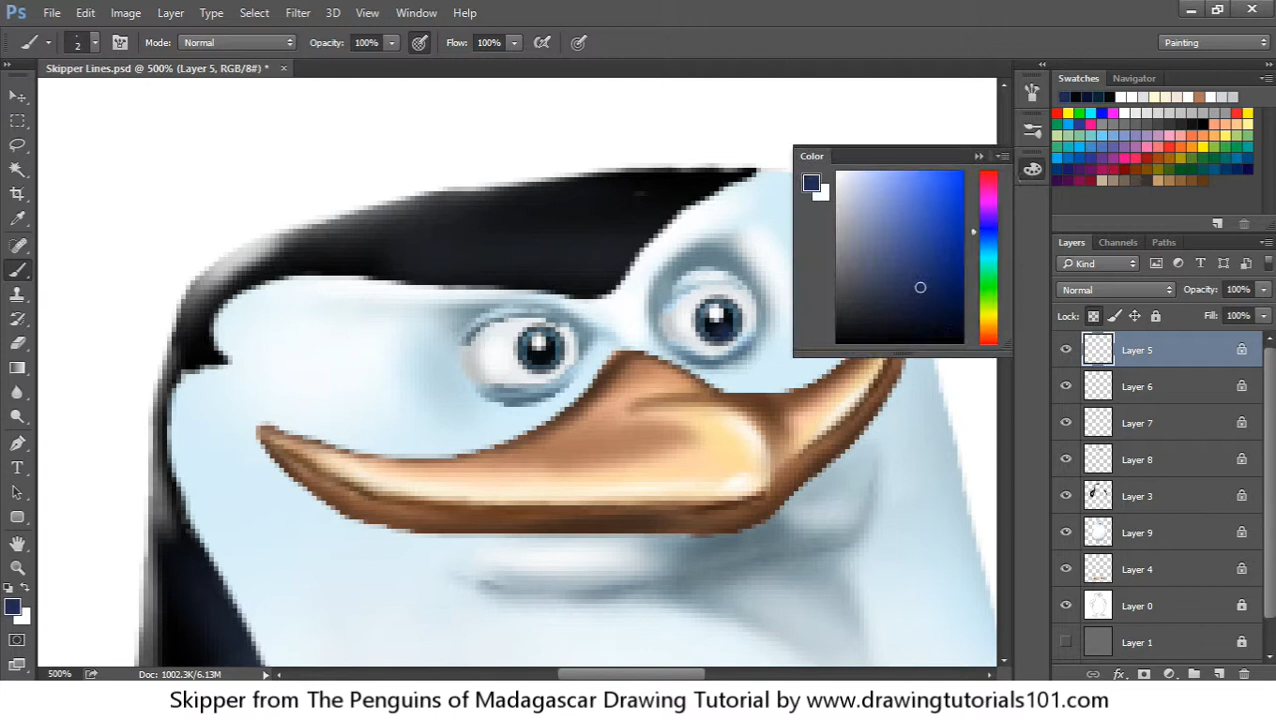 Ps File Edit Image Layer Type Select Filter 3D View Window Help
2 Mode: Normal Opacity: 100% Flow: 100% Painting
Skipper Lines.psd @ 500% (Layer 5, RGB/8#) * ×
Swatches Navigator
Color
Layers Channels Paths
Kind
Normal Opacity: 100%
Lock: Fill: 100%
Layer 5
Layer 6
Layer 7
Layer 8
Layer 3
Layer 9
Layer 4
Layer 0
Layer 1
500% Doc: 1002.3K/6.13M
Skipper from The Penguins of Madagascar Drawing Tutorial by www.drawingtutorials101.com